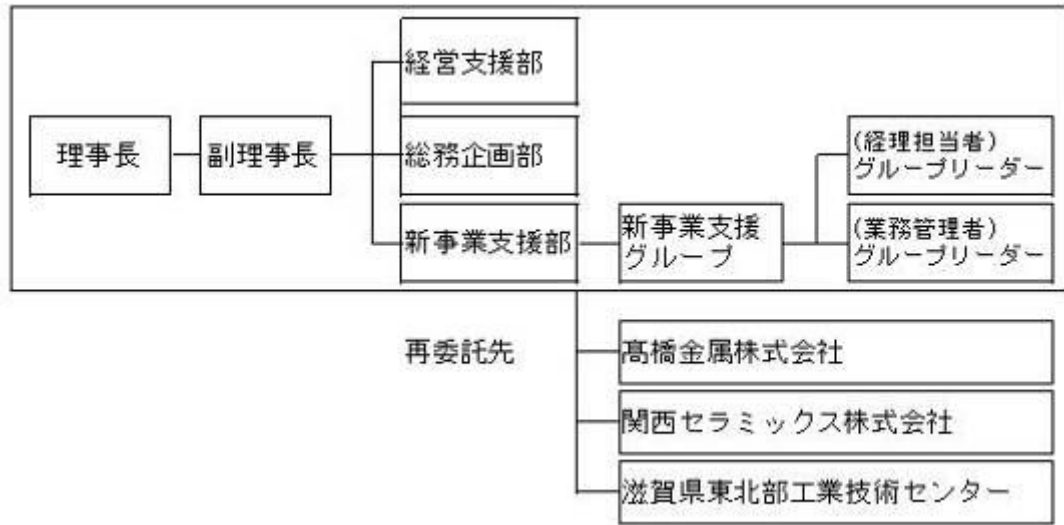 経営支援部
理事長
副理事長
総務企画部
(経理担当者)
グループリーダー
新事業支援部
新事業支援
グループ
(業務管理者)
グループリーダー
再委託先
髙橋金属株式会社
関西セラミックス株式会社
滋賀県東北部工業技術センター